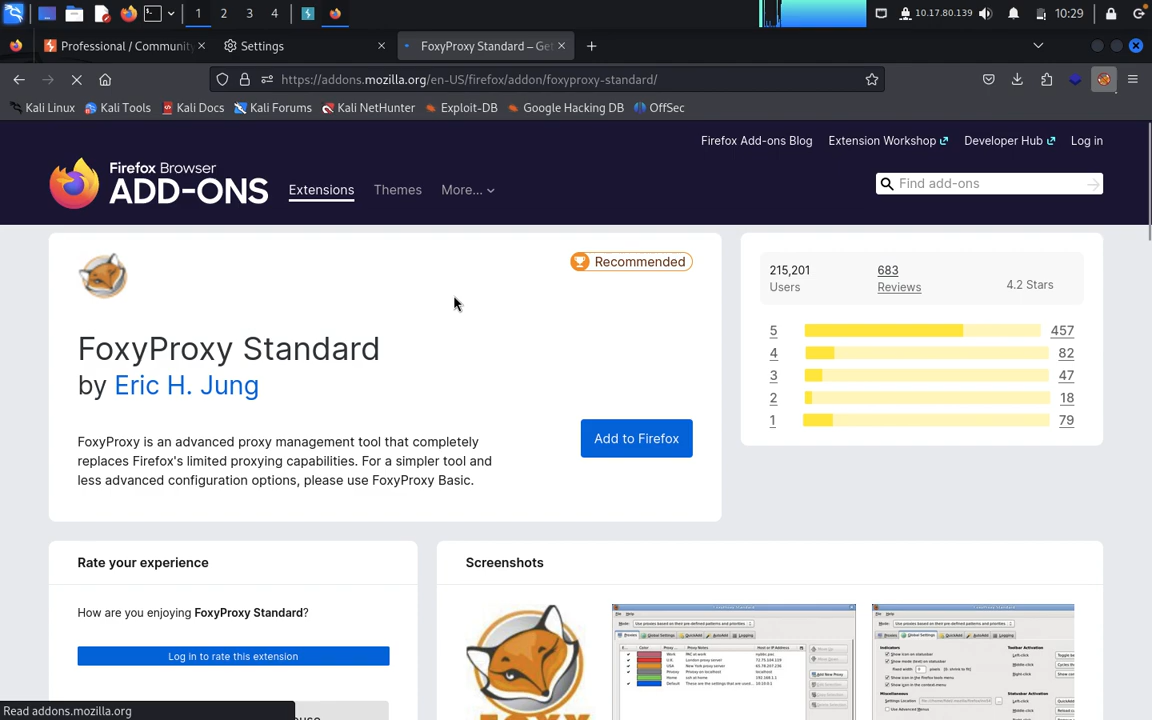 1 2 3 4 10.17.80.139 10:29
Professional / Community Settings FoxyProxy Standard – Get
https://addons.mozilla.org/en-US/firefox/addon/foxyproxy-standard/
Kali Linux Kali Tools Kali Docs Kali Forums Kali NetHunter Exploit-DB Google Hacking DB OffSec
Firefox Add-ons Blog Extension Workshop Developer Hub Log in
Firefox Browser
ADD-ONS
Extensions Themes More... Find add-ons
Recommended
FoxyProxy Standard
by Eric H. Jung
FoxyProxy is an advanced proxy management tool that completely
replaces Firefox's limited proxying capabilities. For a simpler tool and
less advanced configuration options, please use FoxyProxy Basic.
Add to Firefox
215,201 683
Users Reviews 4.2 Stars
5 457
4 82
3 47
2 18
1 79
Rate your experience
How are you enjoying FoxyProxy Standard?
Log in to rate this extension
Screenshots
FOXY
Read addons.mozilla.org